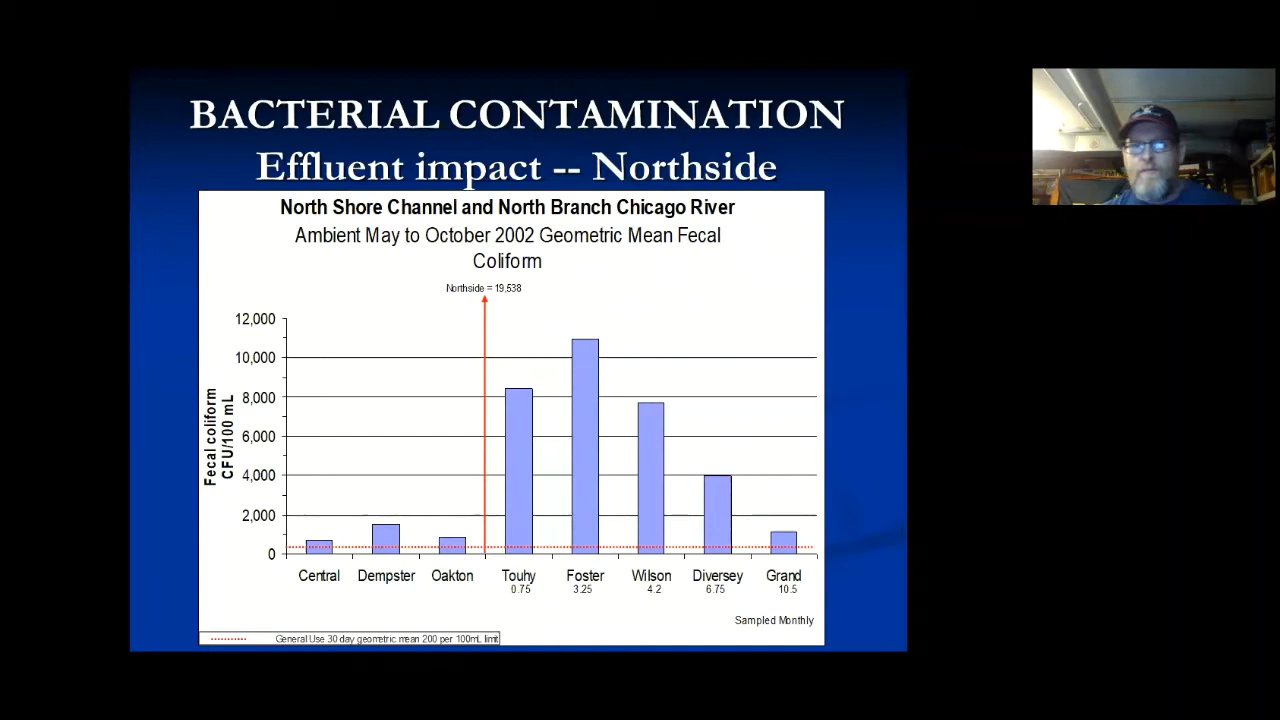 BACTERIAL CONTAMINATION
Effluent impact -- Northside
North Shore Channel and North Branch Chicago River
Ambient May to October 2002 Geometric Mean Fecal
Coliform
Northside = 19,538
12,000
10,000
8,000
6,000
4,000
2,000
0
Fecal coliform
CFU/100 mL
Central Dempster Oakton Touhy Foster Wilson Diversey Grand
0.75 3.25 4.2 6.75 10.5
Sampled Monthly
General Use 30 day geometric mean 200 per 100mL limit